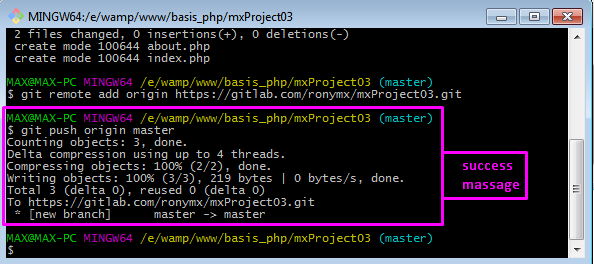 MINGW64:/e/wamp/www/basis_php/mxProject03
2 files changed, 0 insertions(+), 0 deletions(-)
create mode 100644 about.php
create mode 100644 index.php
MAX@MAX-PC MINGW64 /e/wamp/www/basis_php/mxProject03 (master)
$ git remote add origin https://gitlab.com/ronymx/mxProject03.git
MAX@MAX-PC MINGW64 /e/wamp/www/basis_php/mxProject03 (master)
$ git push origin master
Counting objects: 3, done.
Delta compression using up to 4 threads.
Compressing objects: 100% (2/2), done.
Writing objects: 100% (3/3), 219 bytes | 0 bytes/s, done.
Total 3 (delta 0), reused 0 (delta 0)
To https://gitlab.com/ronymx/mxProject03.git
* [new branch]      master -> master
success
massage
MAX@MAX-PC MINGW64 /e/wamp/www/basis_php/mxProject03 (master)
$